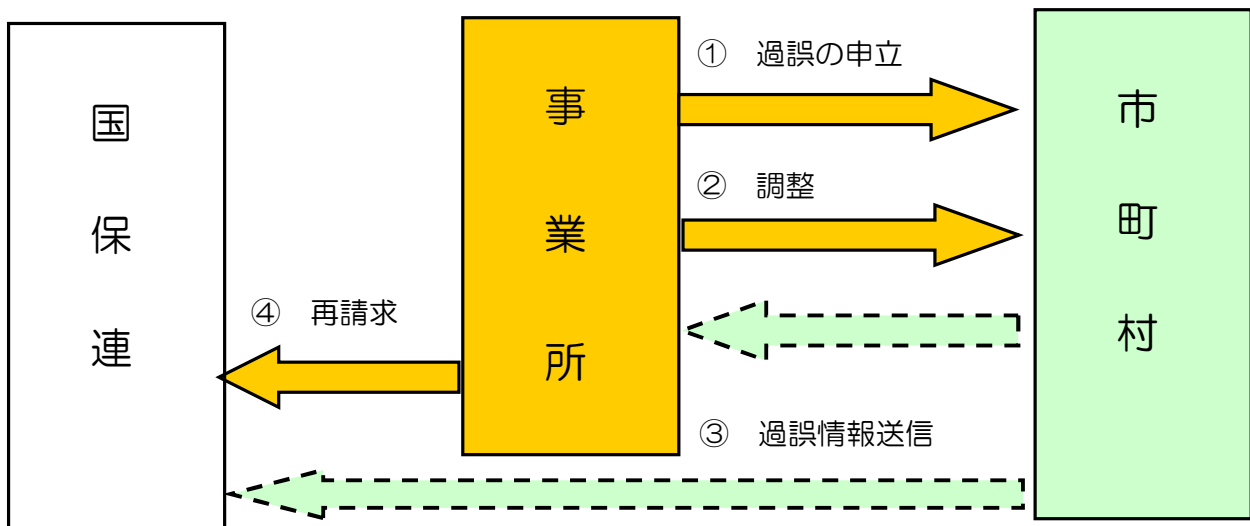 国保連
事業所
市町村
① 過誤の申立
② 調整
④ 再請求
③ 過誤情報送信